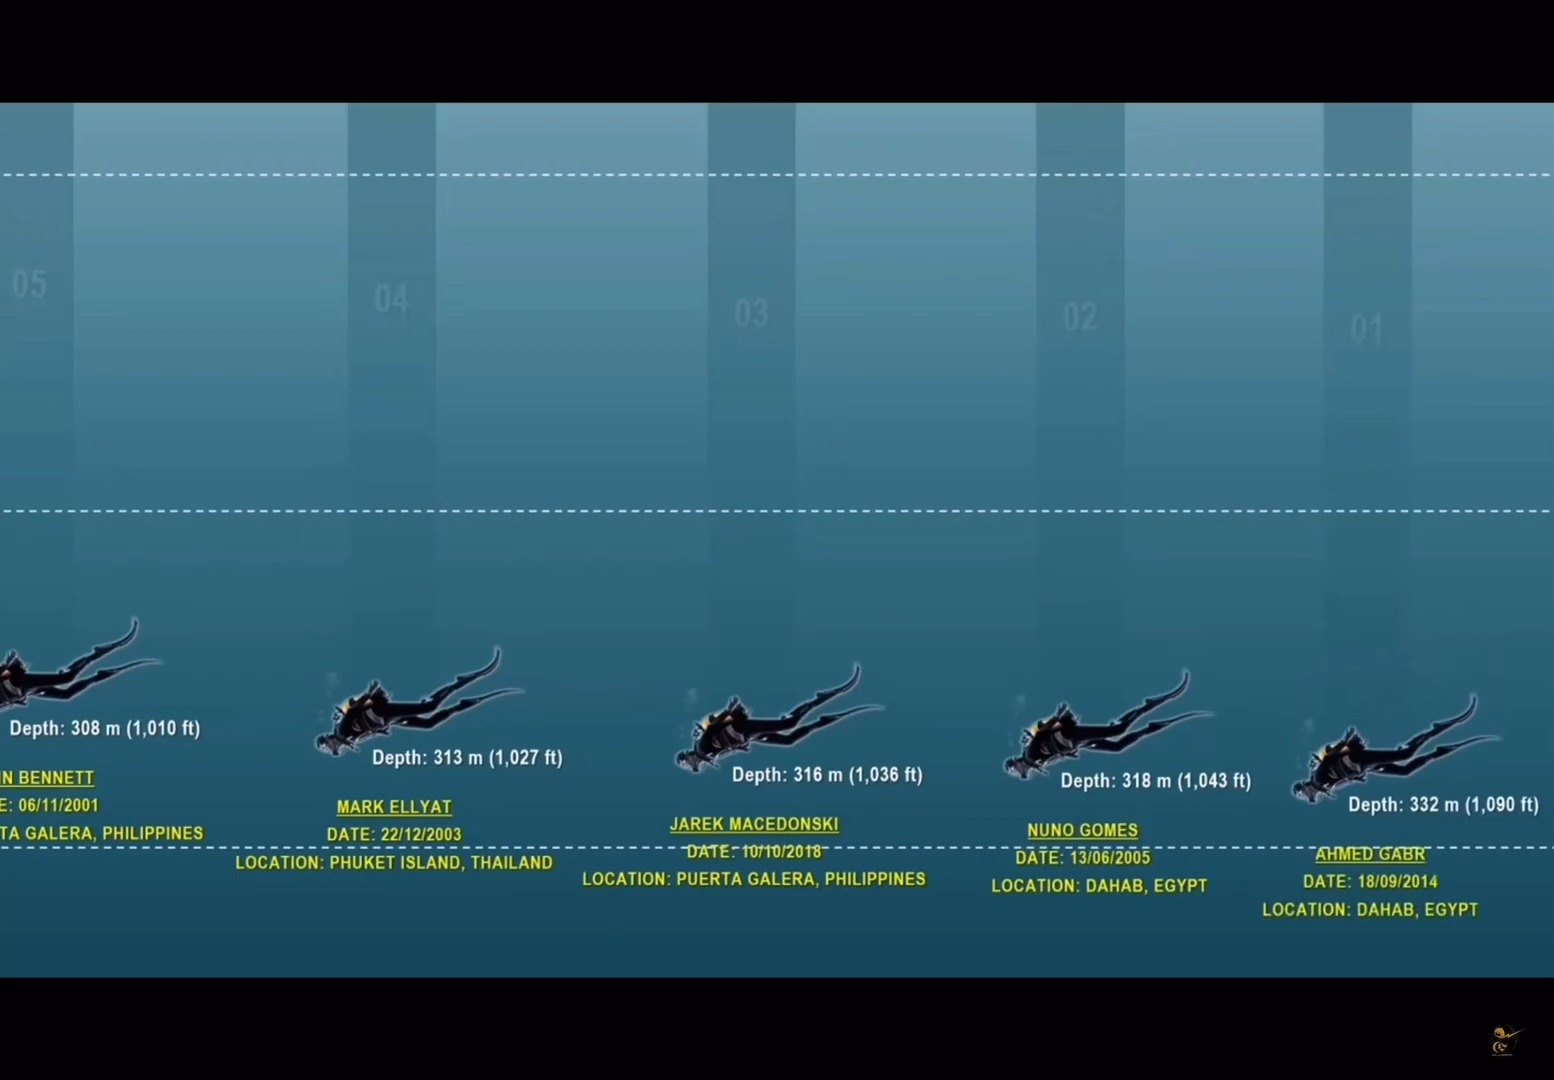 05
04
03
02
01
Depth: 308 m (1,010 ft)
N BENNETT
E: 06/11/2001
TA GALERA, PHILIPPINES
Depth: 313 m (1,027 ft)
MARK ELLYAT
DATE: 22/12/2003
LOCATION: PHUKET ISLAND, THAILAND
Depth: 316 m (1,036 ft)
JAREK MACEDONSKI
DATE: 10/10/2018
LOCATION: PUERTA GALERA, PHILIPPINES
Depth: 318 m (1,043 ft)
NUNO GOMES
DATE: 13/06/2005
LOCATION: DAHAB, EGYPT
Depth: 332 m (1,090 ft)
AHMED GABR
DATE: 18/09/2014
LOCATION: DAHAB, EGYPT